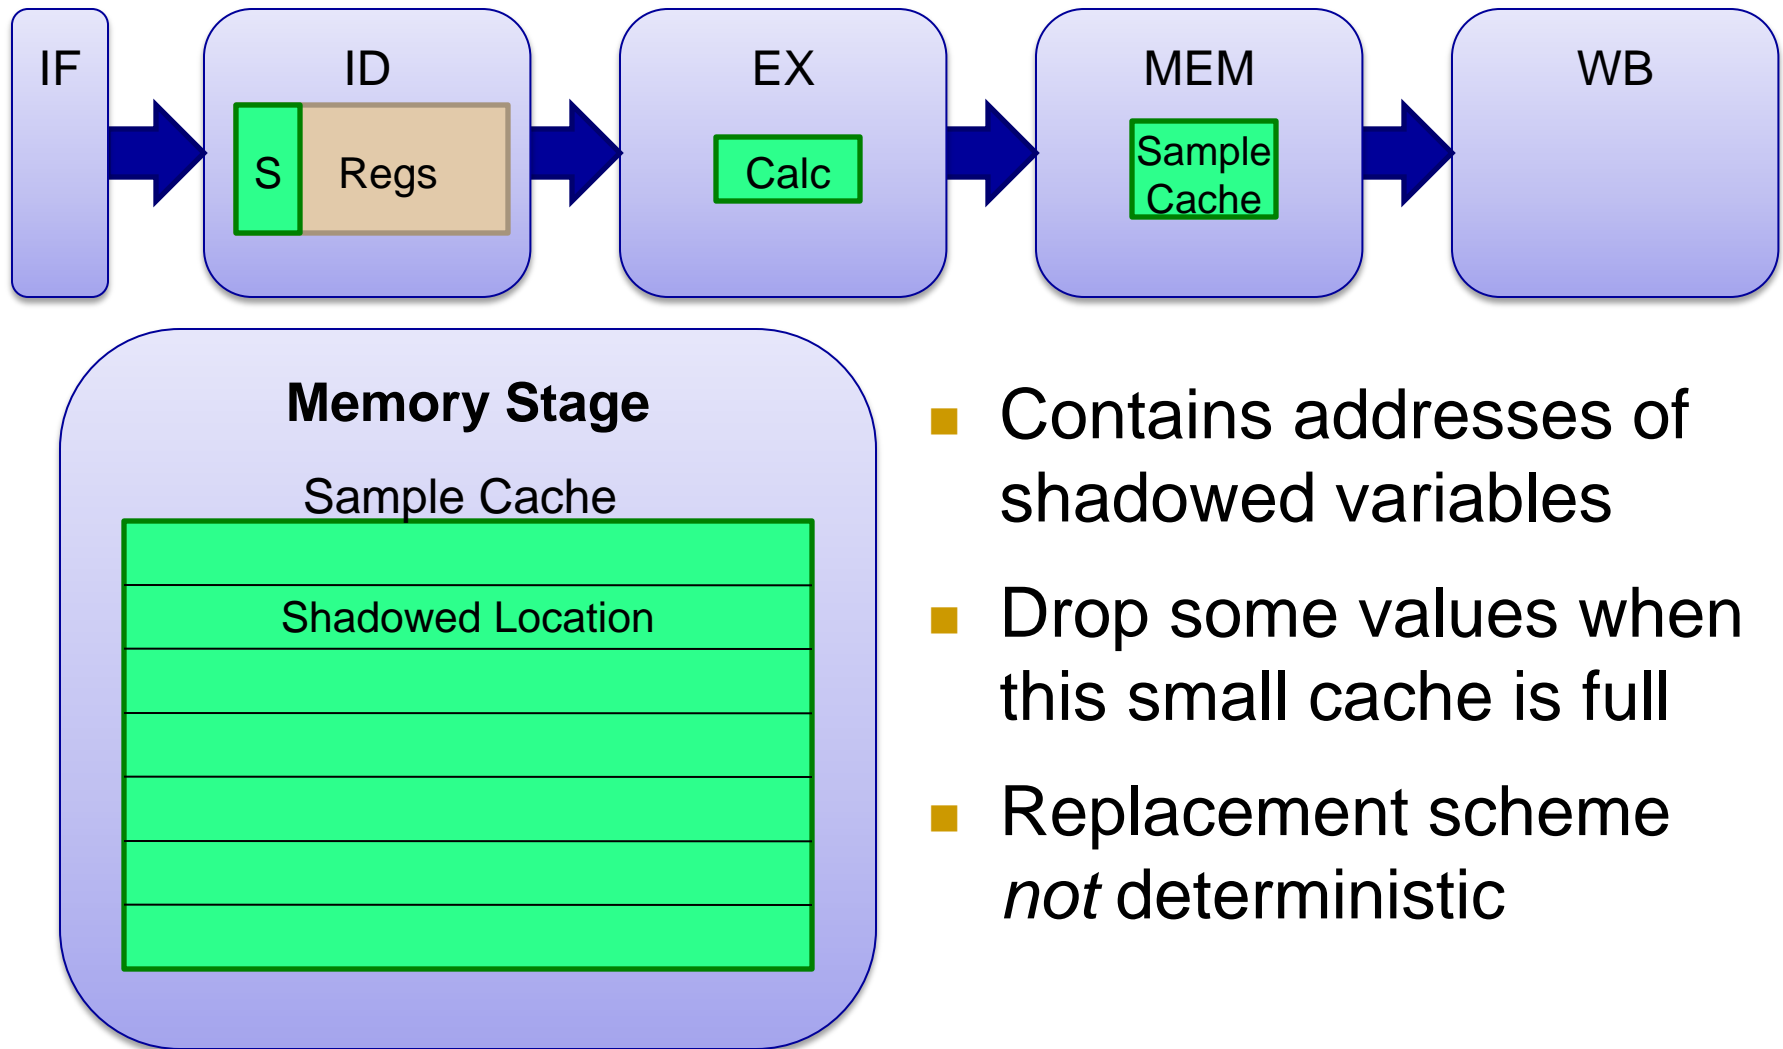 IF
ID
EX
MEM
WB
S
Regs
Calc
Sample
Cache
Memory Stage
Sample Cache
Shadowed Location
Contains addresses of
shadowed variables
Drop some values when
this small cache is full
Replacement scheme
not deterministic